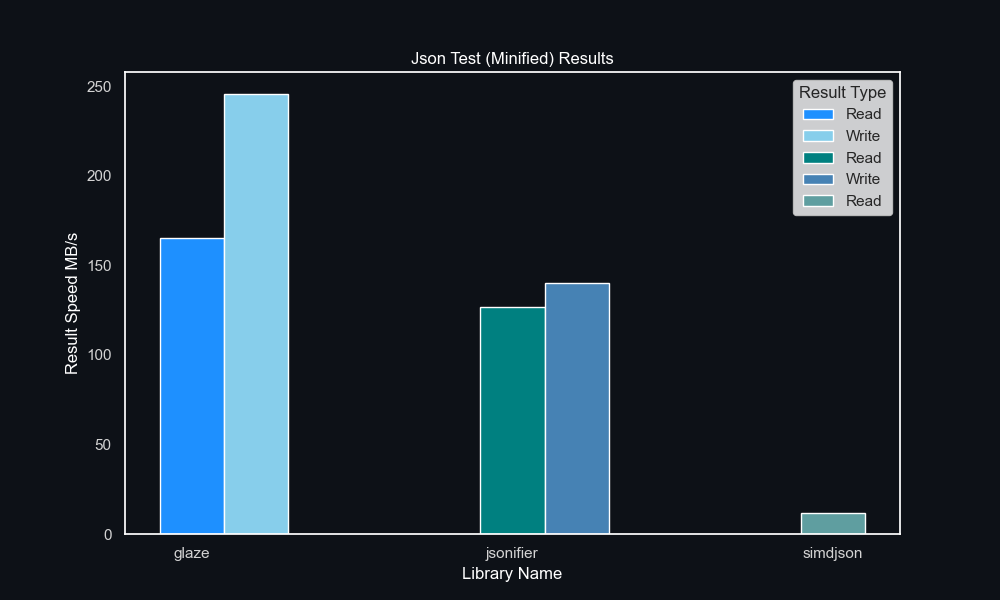 Json Test (Minified) Results
Result Type
Read
Write
Read
Write
Read
250
200
150
100
50
0
Result Speed MB/s
glaze
jsonifier
simdjson
Library Name